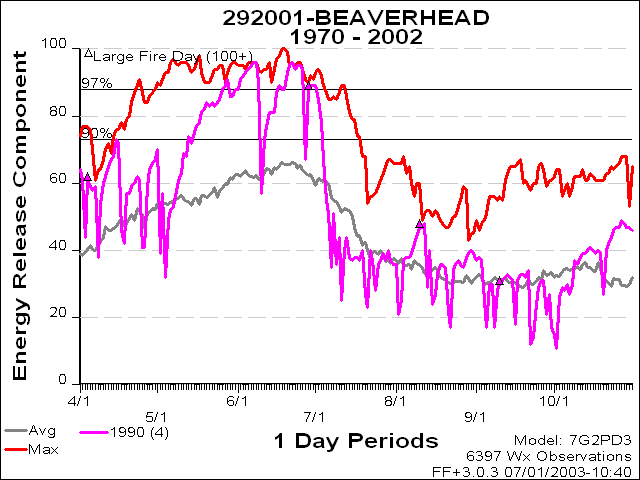 292001-BEAVERHEAD
1970 - 2002
Energy Release Component
100
80
60
40
20
0
Large Fire Day (100+)
97%
90%
4/1
5/1
6/1
7/1
8/1
9/1
10/1
1 Day Periods
Avg
Max
1990 (4)
Model: 7G2PD3
6397 Wx Observations
FF+3.0.3 07/01/2003-10:40